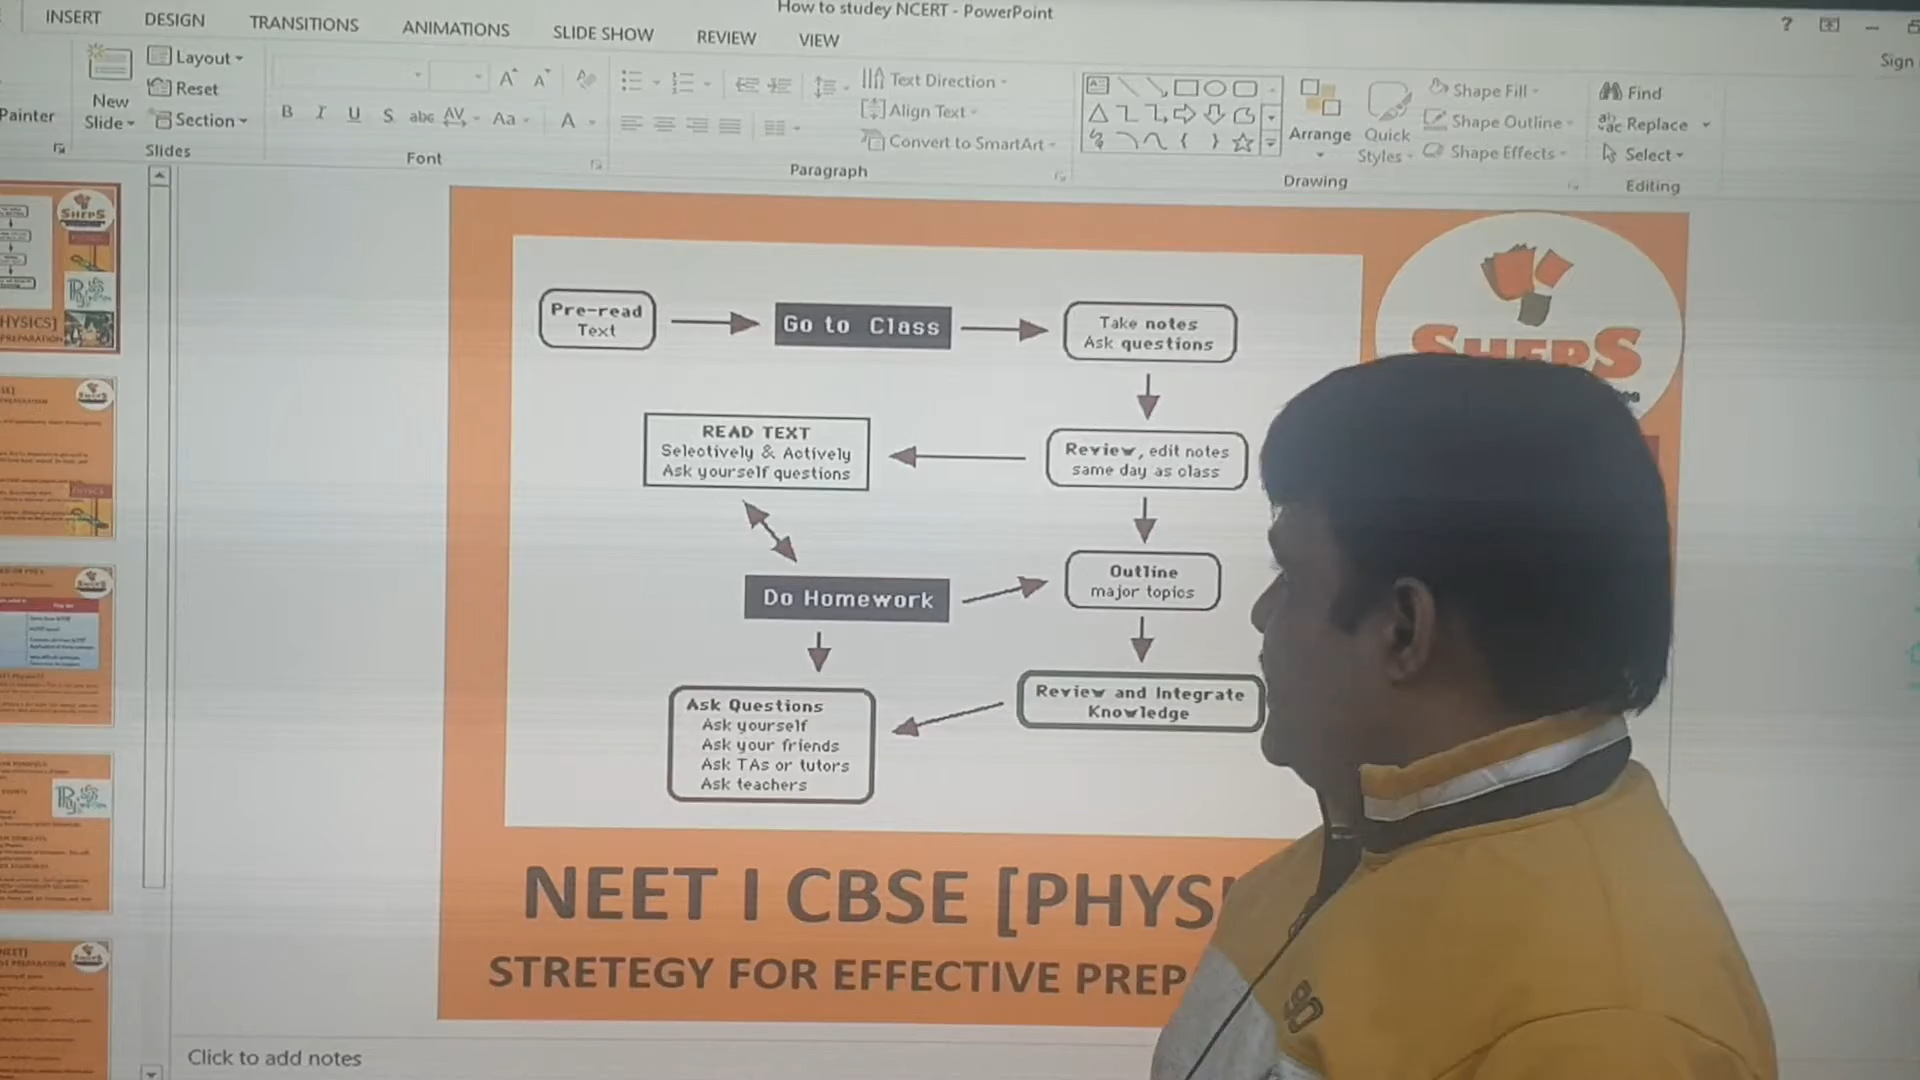 How to studey NCERT - PowerPoint
INSERT
DESIGN
TRANSITIONS
ANIMATIONS
SLIDE SHOW
REVIEW
VIEW
Sign
Painter
New
Slide
Layout
Reset
Section
Slides
Font
Text Direction
Align Text
Convert to SmartArt
Paragraph
Arrange
Quick
Styles
Shape Fill
Shape Outline
Shape Effects
Drawing
Find
Replace
Select
Editing
Pre-read
Text
Go to Class
Take notes
Ask questions
READ TEXT
Selectively & Actively
Ask yourself questions
Review, edit notes
same day as class
Do Homework
Outline
major topics
Ask Questions
Ask yourself
Ask your friends
Ask TAs or tutors
Ask teachers
Review and Integrate
Knowledge
SHEPS
NEET I CBSE [PHYSI
STRETEGY FOR EFFECTIVE PREP
Click to add notes